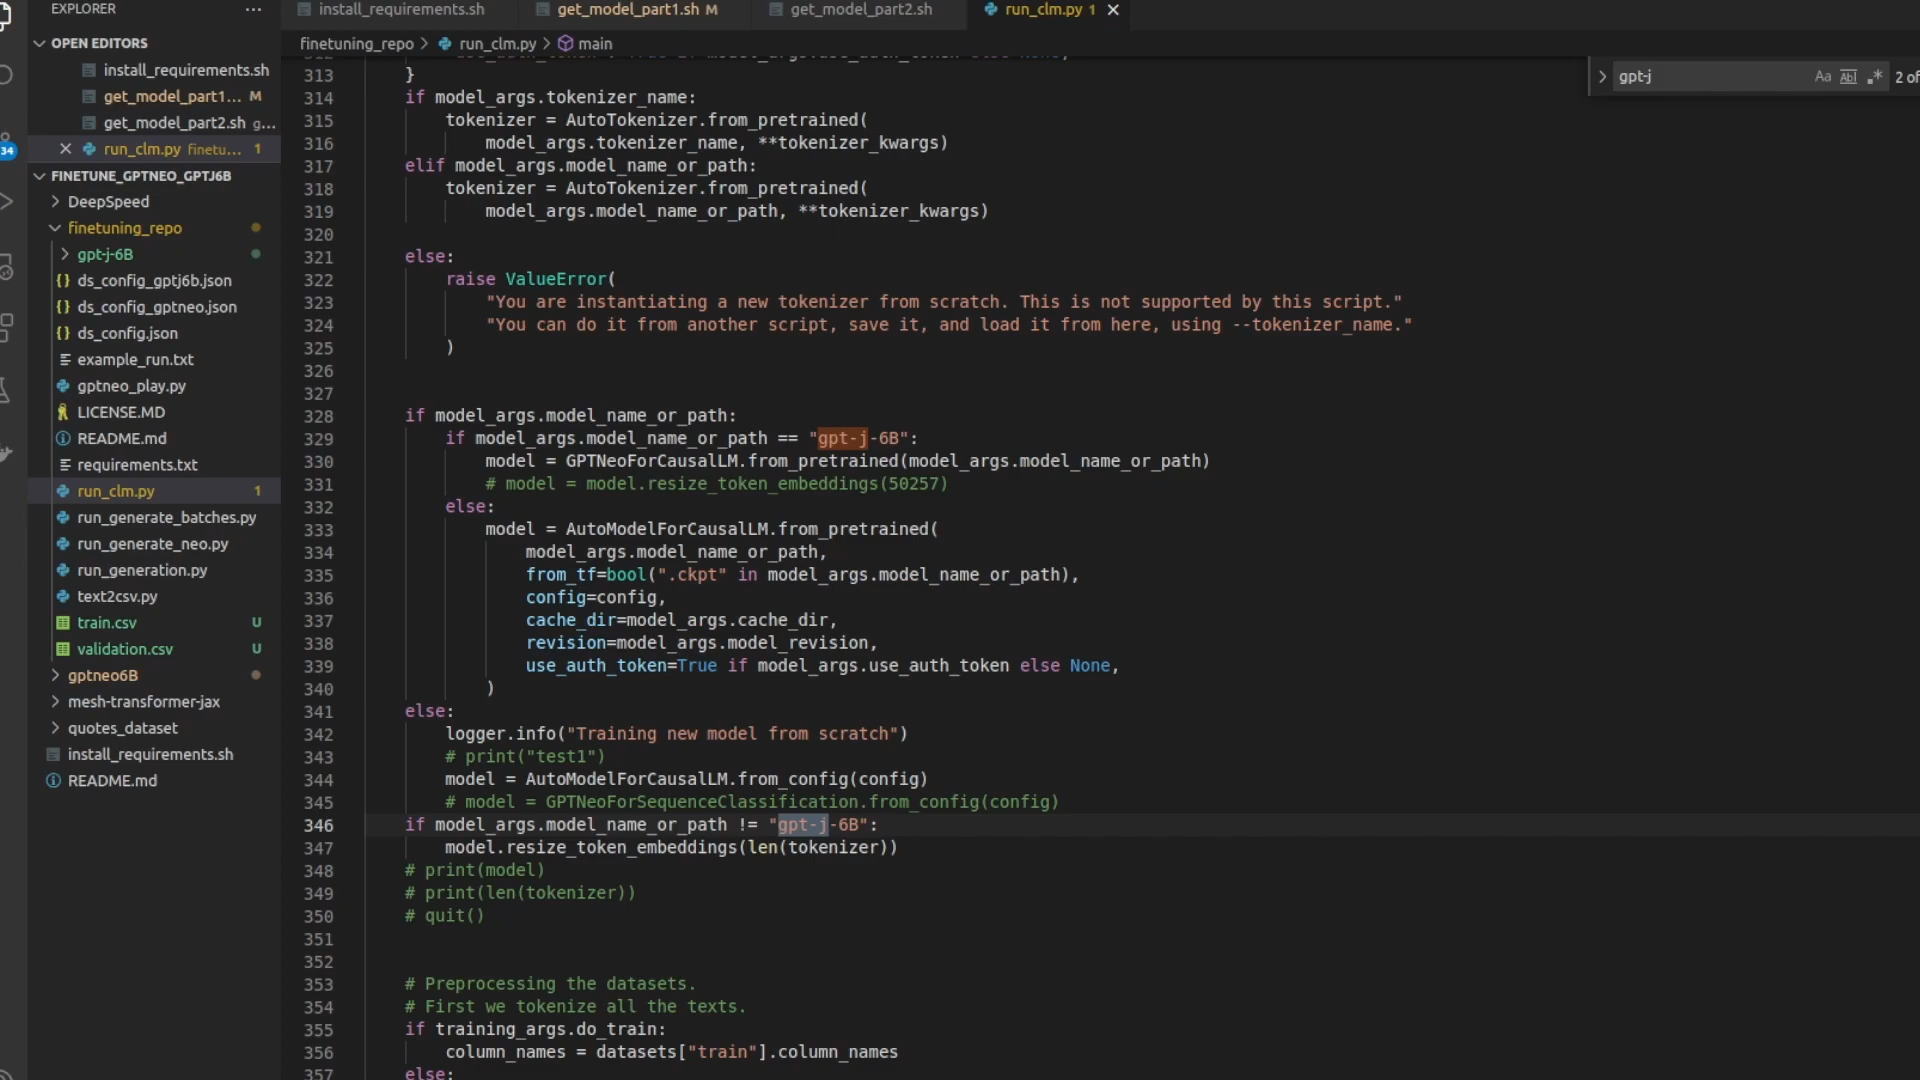 EXPLORER
OPEN EDITORS
install_requirements.sh
get_model_part1... M
get_model_part2.sh g...
run_clm.py finetu... 1
34
FINETUNE_GPTNEO_GPTJ6B
DeepSpeed
finetuning_repo
gpt-j-6B
ds_config_gptj6b.json
ds_config_gptneo.json
ds_config.json
example_run.txt
gptneo_play.py
LICENSE.MD
README.md
requirements.txt
run_clm.py 1
run_generate_batches.py
run_generate_neo.py
run_generation.py
text2csv.py
train.csv U
validation.csv U
gptneo6B
mesh-transformer-jax
quotes_dataset
install_requirements.sh
README.md
install_requirements.sh get_model_part1.sh M get_model_part2.sh run_clm.py 1
finetuning_repo > run_clm.py > main
gpt-j Aa Abl .* 2 of
313 }
314 if model_args.tokenizer_name:
315 tokenizer = AutoTokenizer.from_pretrained(
316 model_args.tokenizer_name, **tokenizer_kwargs)
317 elif model_args.model_name_or_path:
318 tokenizer = AutoTokenizer.from_pretrained(
319 model_args.model_name_or_path, **tokenizer_kwargs)
320
321 else:
322 raise ValueError(
323 "You are instantiating a new tokenizer from scratch. This is not supported by this script."
324 "You can do it from another script, save it, and load it from here, using --tokenizer_name."
325 )
326
327
328 if model_args.model_name_or_path:
329 if model_args.model_name_or_path == "gpt-j-6B":
330 model = GPTNeoForCausalLM.from_pretrained(model_args.model_name_or_path)
331 # model = model.resize_token_embeddings(50257)
332 else:
333 model = AutoModelForCausalLM.from_pretrained(
334 model_args.model_name_or_path,
335 from_tf=bool(".ckpt" in model_args.model_name_or_path),
336 config=config,
337 cache_dir=model_args.cache_dir,
338 revision=model_args.model_revision,
339 use_auth_token=True if model_args.use_auth_token else None,
340 )
341 else:
342 logger.info("Training new model from scratch")
343 # print("test1")
344 model = AutoModelForCausalLM.from_config(config)
345 # model = GPTNeoForSequenceClassification.from_config(config)
346 if model_args.model_name_or_path != "gpt-j-6B":
347 model.resize_token_embeddings(len(tokenizer))
348 # print(model)
349 # print(len(tokenizer))
350 # quit()
351
352
353 # Preprocessing the datasets.
354 # First we tokenize all the texts.
355 if training_args.do_train:
356 column_names = datasets["train"].column_names
357 else: